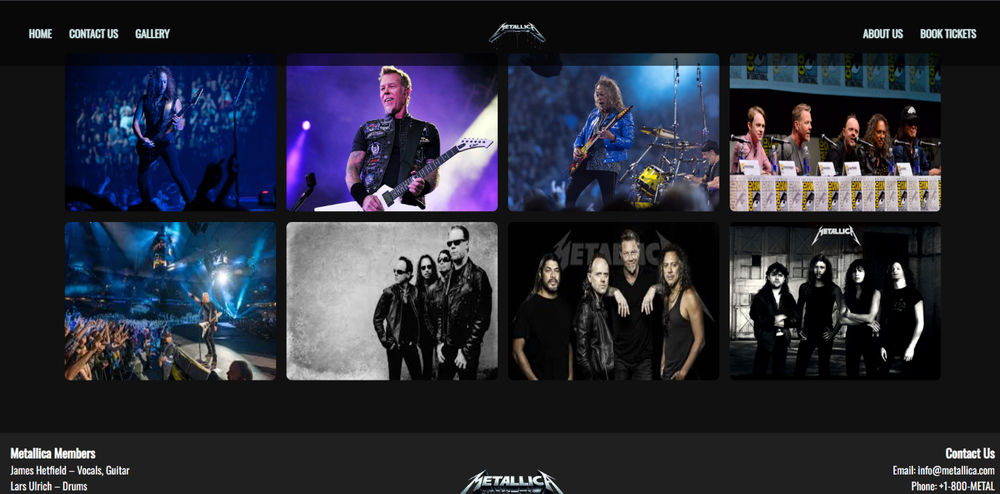 HOME CONTACT US GALLERY
METALLICA
ABOUT US BOOK TICKETS
METALLICA
METALLICA
Metallica Members
James Hetfield – Vocals, Guitar
Lars Ulrich – Drums
METALLICA
Contact Us
Email: info@metallica.com
Phone: +1-800-METAL